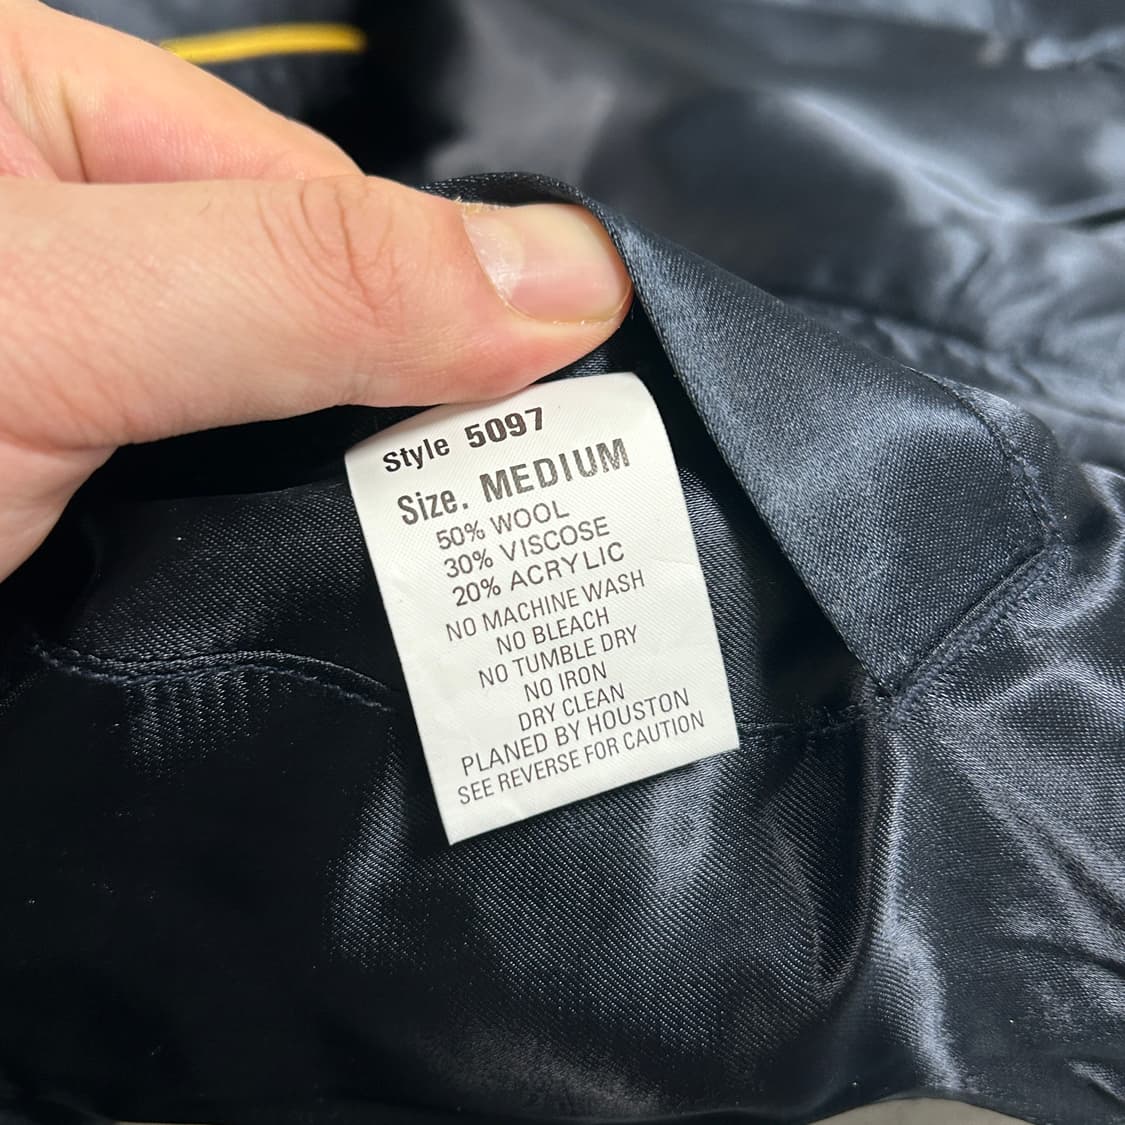 Style 5097
Size. MEDIUM
50% WOOL
30% VISCOSE
20% ACRYLIC
NO MACHINE WASH
NO BLEACH
NO TUMBLE DRY
NO IRON
DRY CLEAN
PLANED BY HOUSTON
SEE REVERSE FOR CAUTION